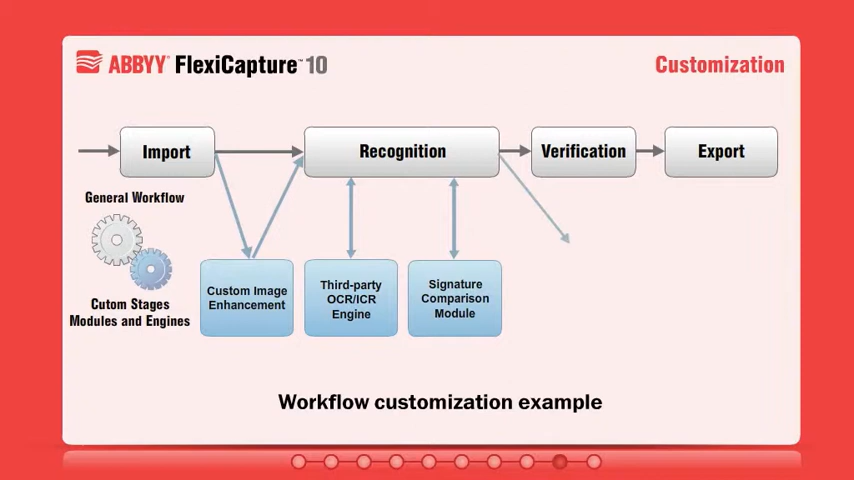 ABBYY FlexiCapture™ 10
Customization
Import
Recognition
Verification
Export
General Workflow
Cutom Stages
Modules and Engines
Custom Image
Enhancement
Third-party
OCR/ICR
Engine
Signature
Comparison
Module
Workflow customization example